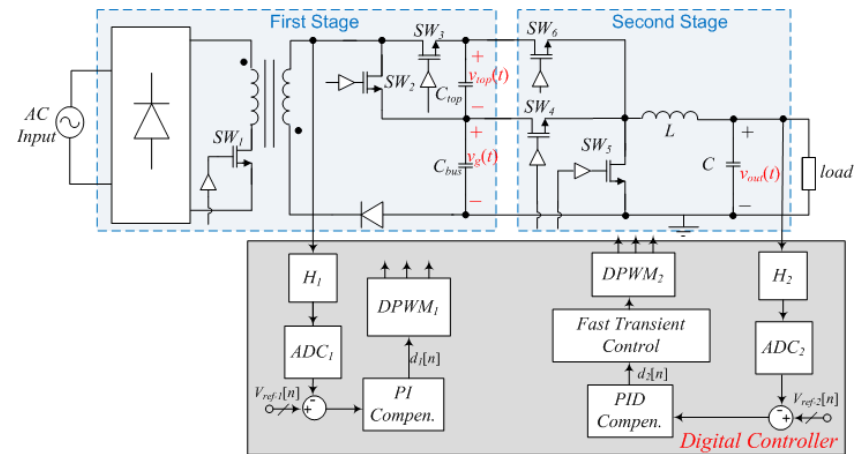 First Stage
Second Stage
AC
Input
SW1
SW2
SW3
Ctop
vtop(t)
+
−
Cbus
vg(t)
+
−
SW6
SW4
SW5
L
C
vout(t)
+
−
load
H1
ADC1
Vref-1[n]
+
−
PI
Compen.
d1[n]
DPWM1
DPWM2
Fast Transient
Control
d2[n]
PID
Compen.
H2
ADC2
Vref-2[n]
−
+
Digital Controller